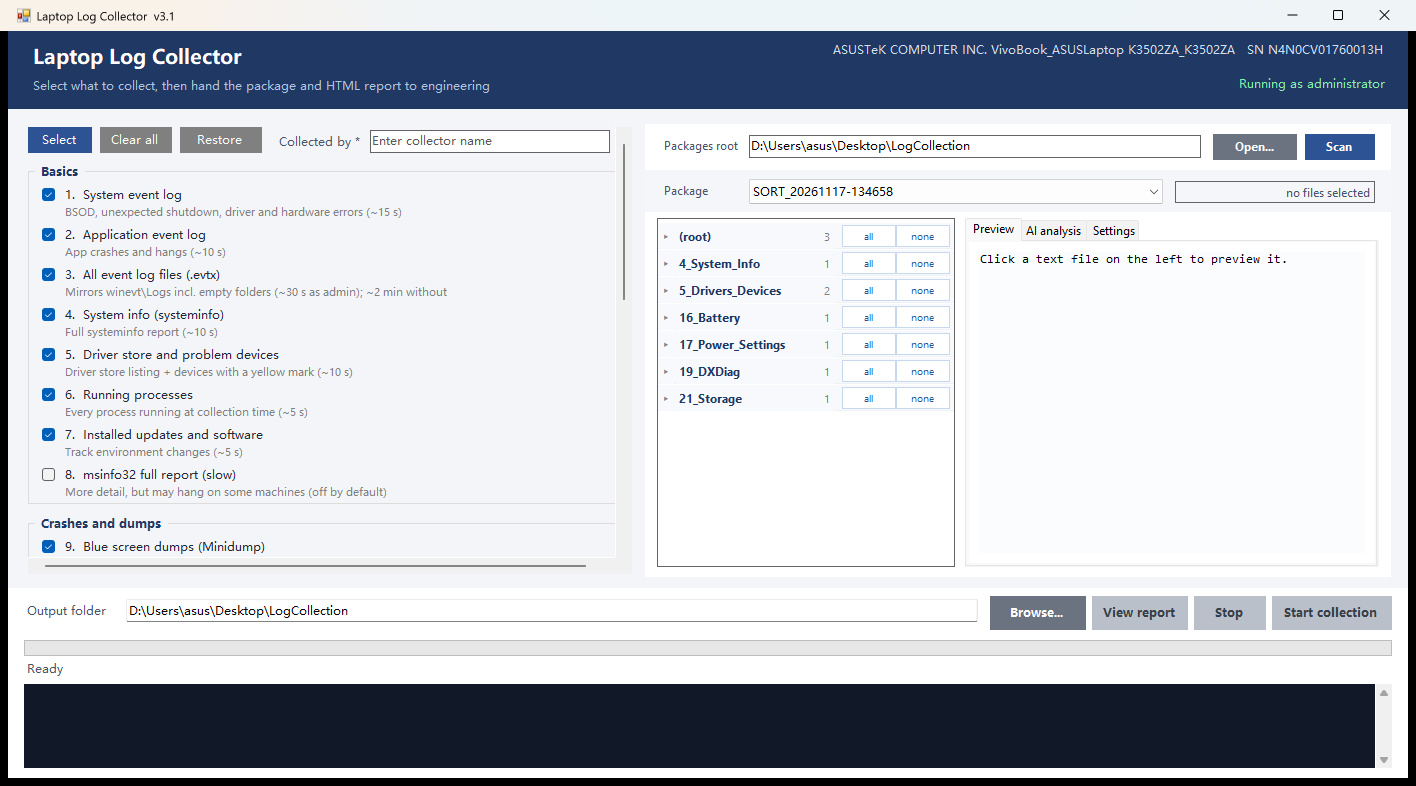 Laptop Log Collector v3.1
Laptop Log Collector
Select what to collect, then hand the package and HTML report to engineering
ASUSTeK COMPUTER INC. VivoBook_ASUSLaptop K3502ZA_K3502ZA SN N4N0CV01760013H
Running as administrator
Select Clear all Restore Collected by * Enter collector name
Basics
1. System event log
BSOD, unexpected shutdown, driver and hardware errors (~15 s)
2. Application event log
App crashes and hangs (~10 s)
3. All event log files (.evtx)
Mirrors winevt\Logs incl. empty folders (~30 s as admin); ~2 min without
4. System info (systeminfo)
Full systeminfo report (~10 s)
5. Driver store and problem devices
Driver store listing + devices with a yellow mark (~10 s)
6. Running processes
Every process running at collection time (~5 s)
7. Installed updates and software
Track environment changes (~5 s)
8. msinfo32 full report (slow)
More detail, but may hang on some machines (off by default)
Crashes and dumps
9. Blue screen dumps (Minidump)
Packages root D:\Users\asus\Desktop\LogCollection Open... Scan
Package SORT_20261117-134658 no files selected
(root) 3 all none
4_System_Info 1 all none
5_Drivers_Devices 2 all none
16_Battery 1 all none
17_Power_Settings 1 all none
19_DXDiag 1 all none
21_Storage 1 all none
Preview AI analysis Settings
Click a text file on the left to preview it.
Output folder D:\Users\asus\Desktop\LogCollection Browse... View report Stop Start collection
Ready